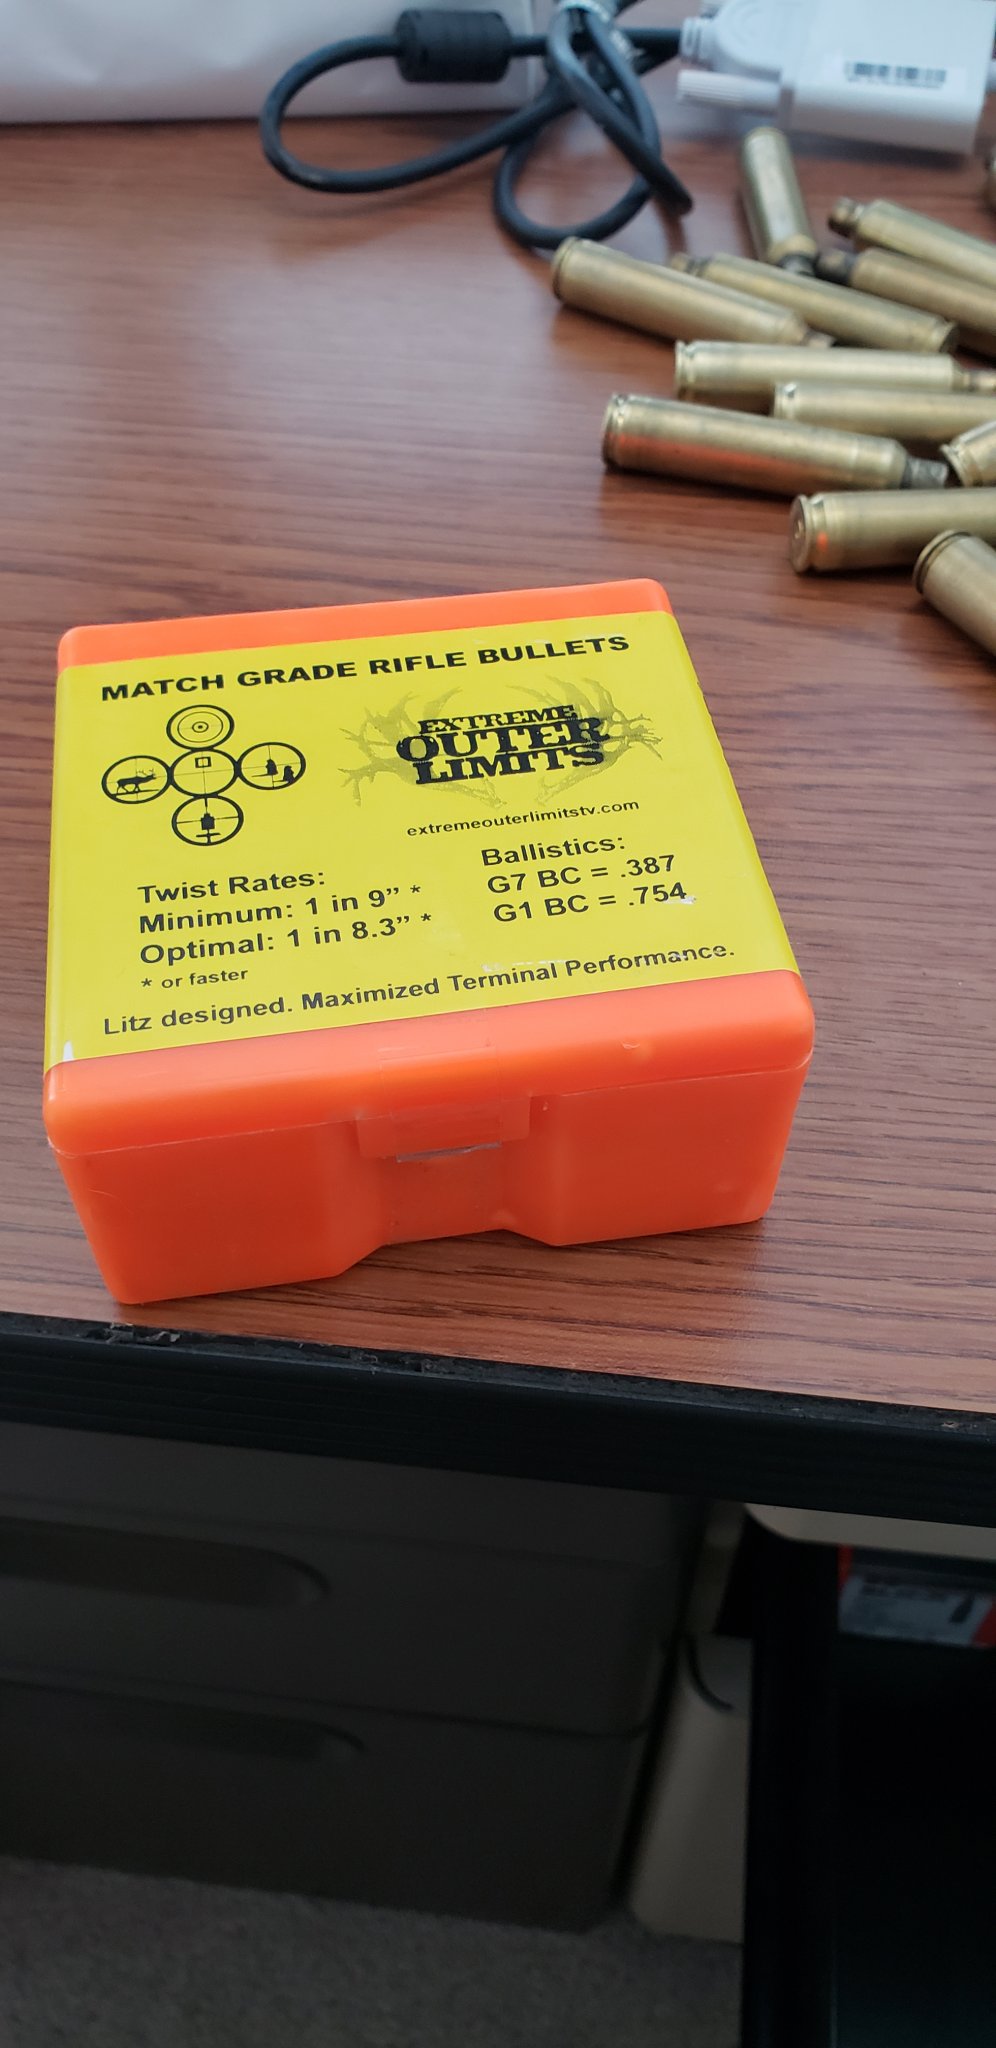 MATCH GRADE RIFLE BULLETS
EXTREME
OUTER
LIMITS
extremeouterlimitstv.com
Twist Rates:
Minimum: 1 in 9” *
Optimal: 1 in 8.3” *
* or faster
Ballistics:
G7 BC = .387
G1 BC = .754
Litz designed. Maximized Terminal Performance.